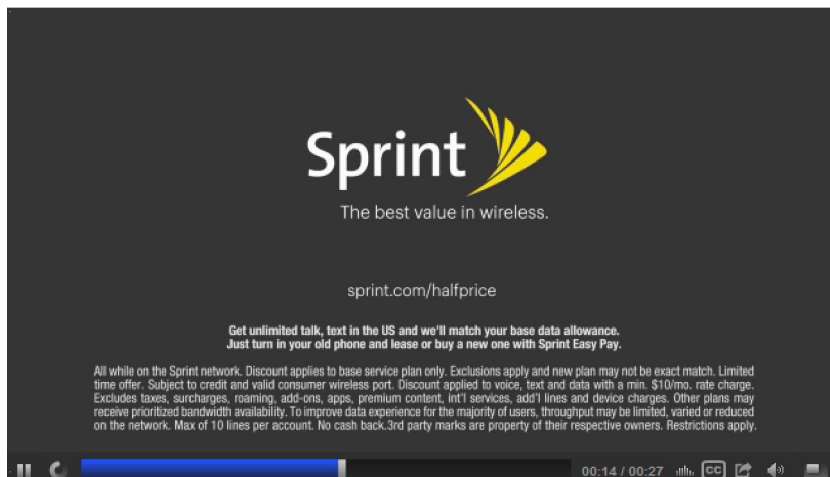 Sprint
The best value in wireless.
sprint.com/halfprice
Get unlimited talk, text in the US and we'll match your base data allowance.
Just turn in your old phone and lease or buy a new one with Sprint Easy Pay.
All while on the Sprint network. Discount applies to base service plan only. Exclusions apply and new plan may not be exact match. Limited
time offer. Subject to credit and valid consumer wireless port. Discount applied to voice, text and data with a min. $10/mo. rate charge.
Excludes taxes, surcharges, roaming, add-ons, apps, premium content, int'l services, add'l lines and device charges. Other plans may
receive prioritized bandwidth availability. To improve data experience for the majority of users, throughput may be limited, varied or reduced
on the network. Max of 10 lines per account. No cash back.3rd party marks are property of their respective owners. Restrictions apply.
00:14 / 00:27 CC